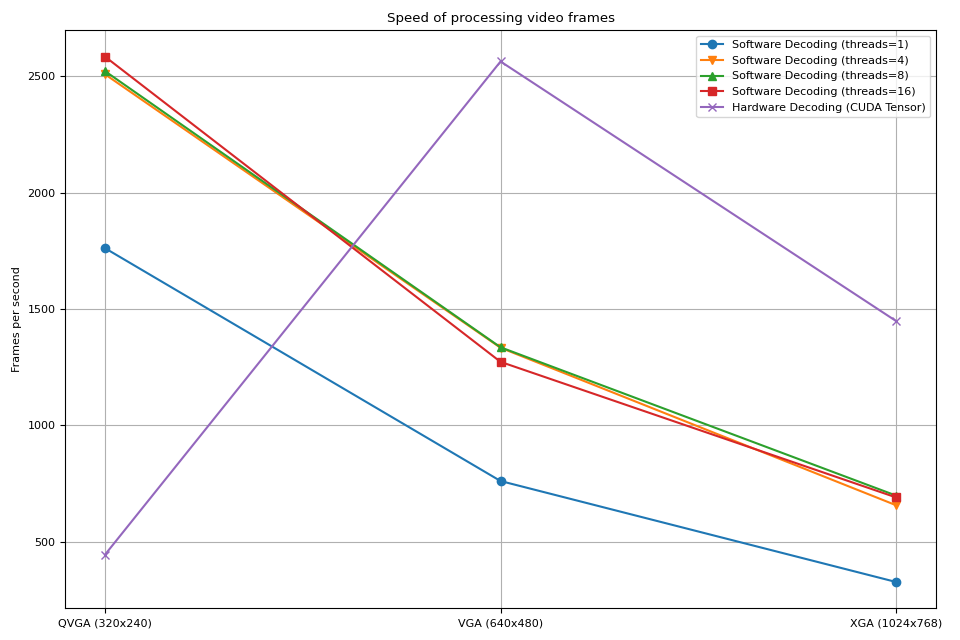 Speed of processing video frames
Software Decoding (threads=1)
Software Decoding (threads=4)
Software Decoding (threads=8)
Software Decoding (threads=16)
Hardware Decoding (CUDA Tensor)
Frames per second
2500
2000
1500
1000
500
QVGA (320x240)
VGA (640x480)
XGA (1024x768)